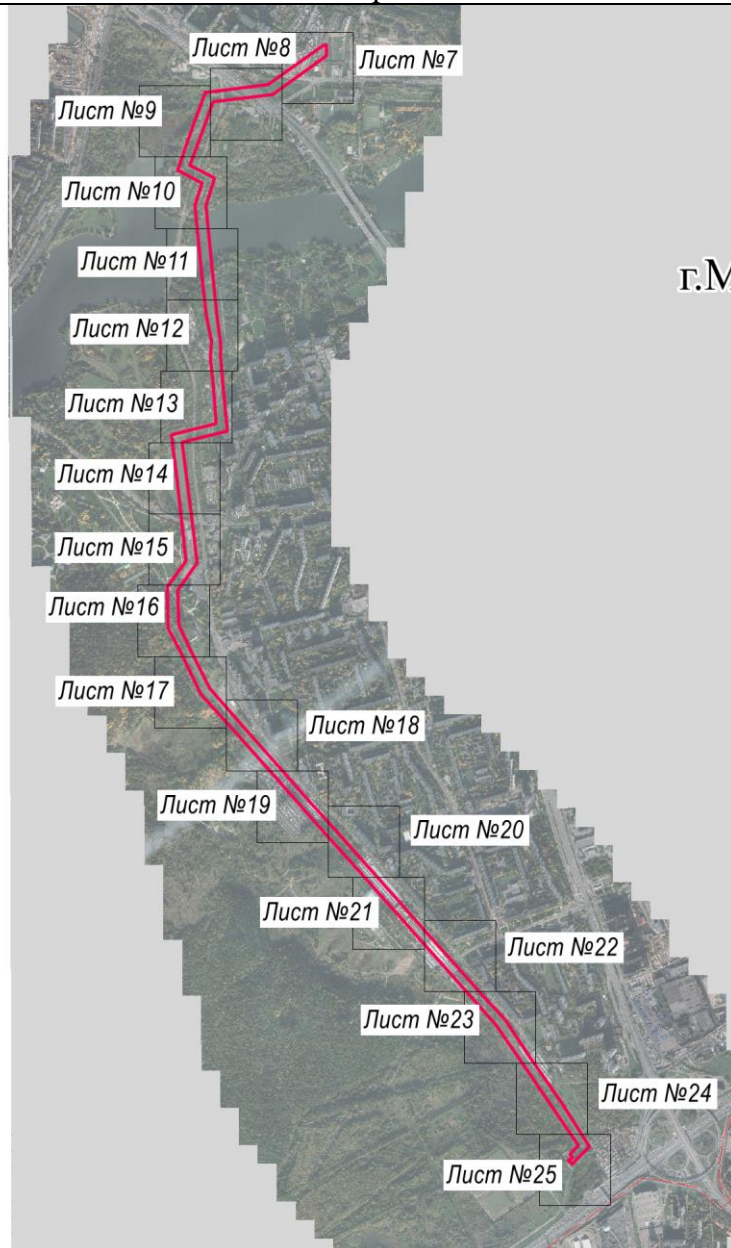 Лист №8
Лист №7
Лист №9
Лист №10
Лист №11
г.М
Лист №12
Лист №13
Лист №14
Лист №15
Лист №16
Лист №17
Лист №18
Лист №19
Лист №20
Лист №21
Лист №22
Лист №23
Лист №24
Лист №25